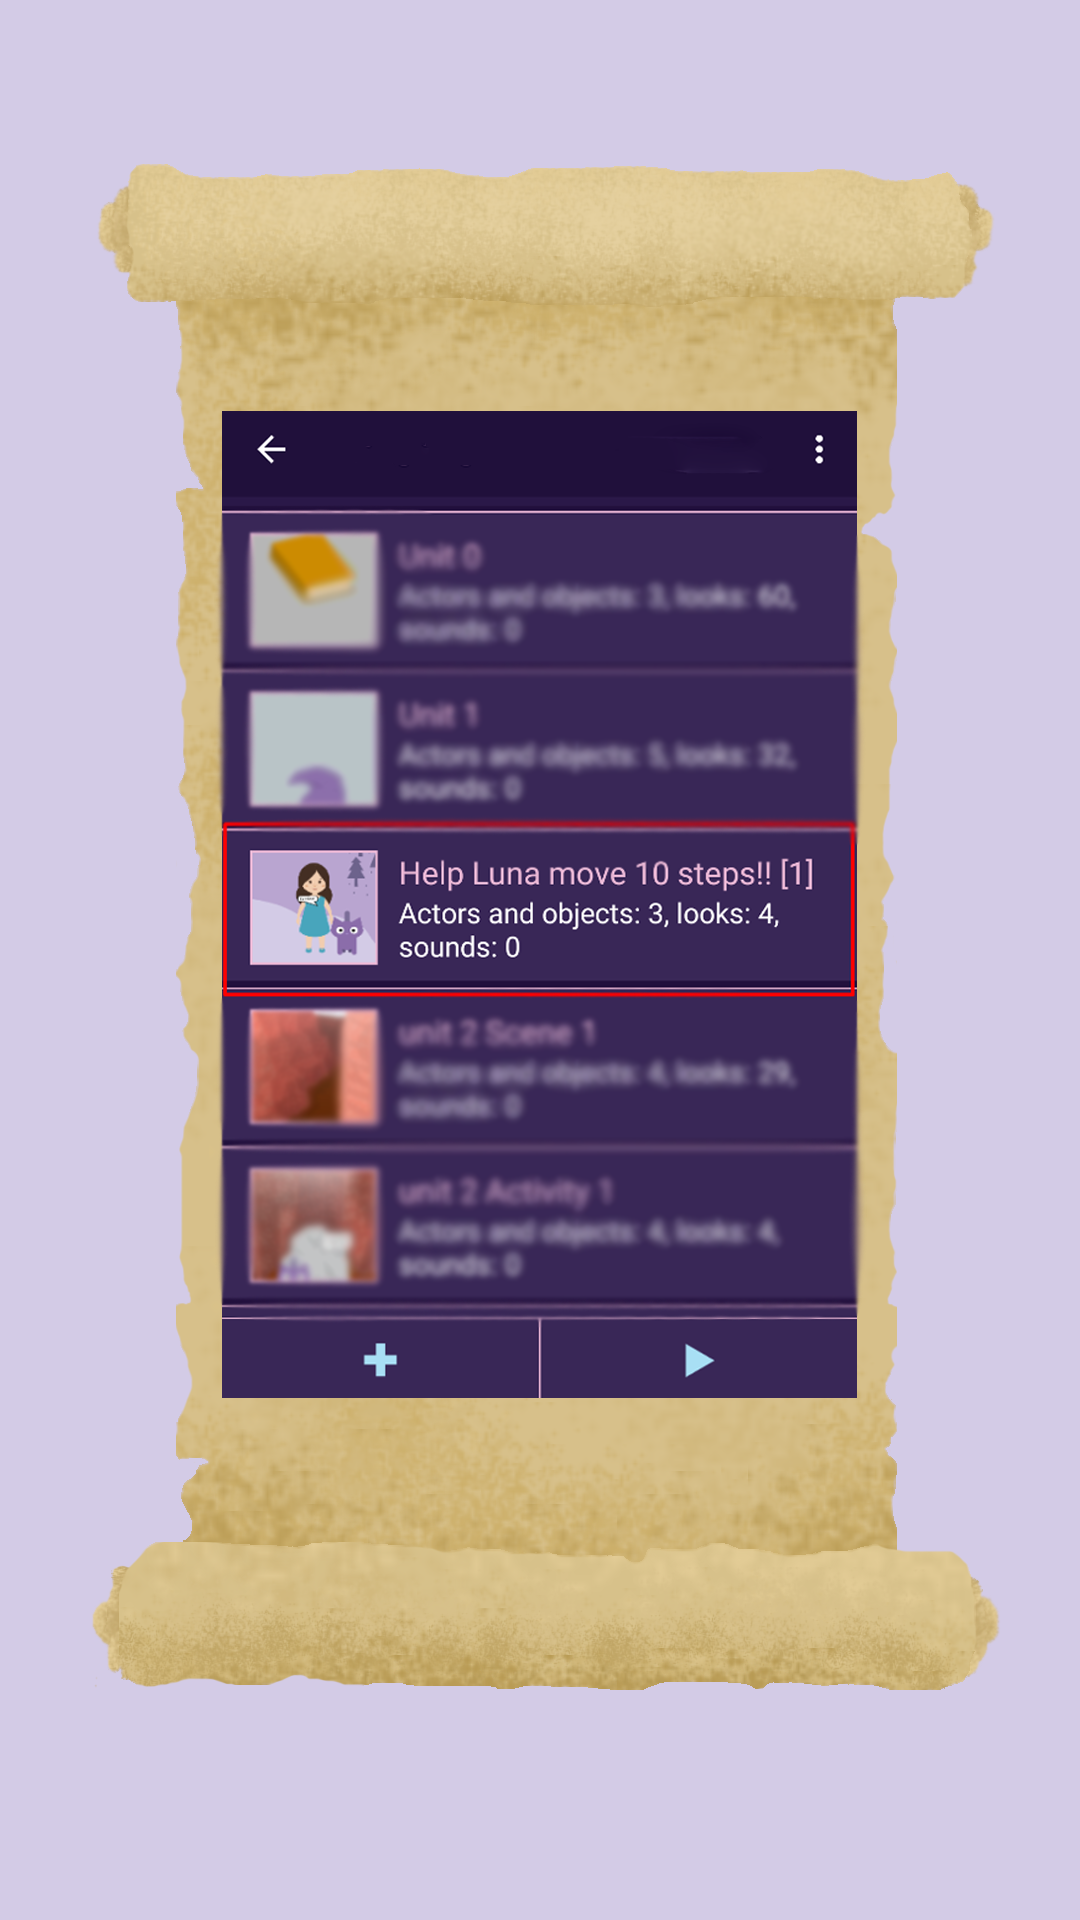 Unit 0
Actors and objects: 3, looks: 60,
sounds: 0
Unit 1
Actors and objects: 5, looks: 32,
sounds: 0
Help Luna move 10 steps!! [1]
Actors and objects: 3, looks: 4,
sounds: 0
unit 2 Scene 1
Actors and objects: 4, looks: 29,
sounds: 0
unit 2 Activity 1
Actors and objects: 4, looks: 4,
sounds: 0